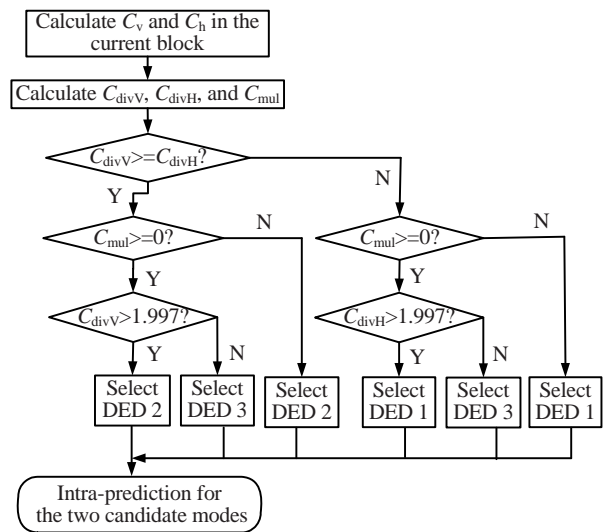 Calculate Cv and Ch in the
current block
Calculate CdivV, CdivH, and Cmul
CdivV>=CdivH?
N
Y
Cmul>=0?
N
Cmul>=0?
N
Y
Y
CdivV>1.997?
CdivH>1.997?
Y
N
Y
N
Select
DED 2
Select
DED 3
Select
DED 2
Select
DED 1
Select
DED 3
Select
DED 1
Intra-prediction for
the two candidate modes